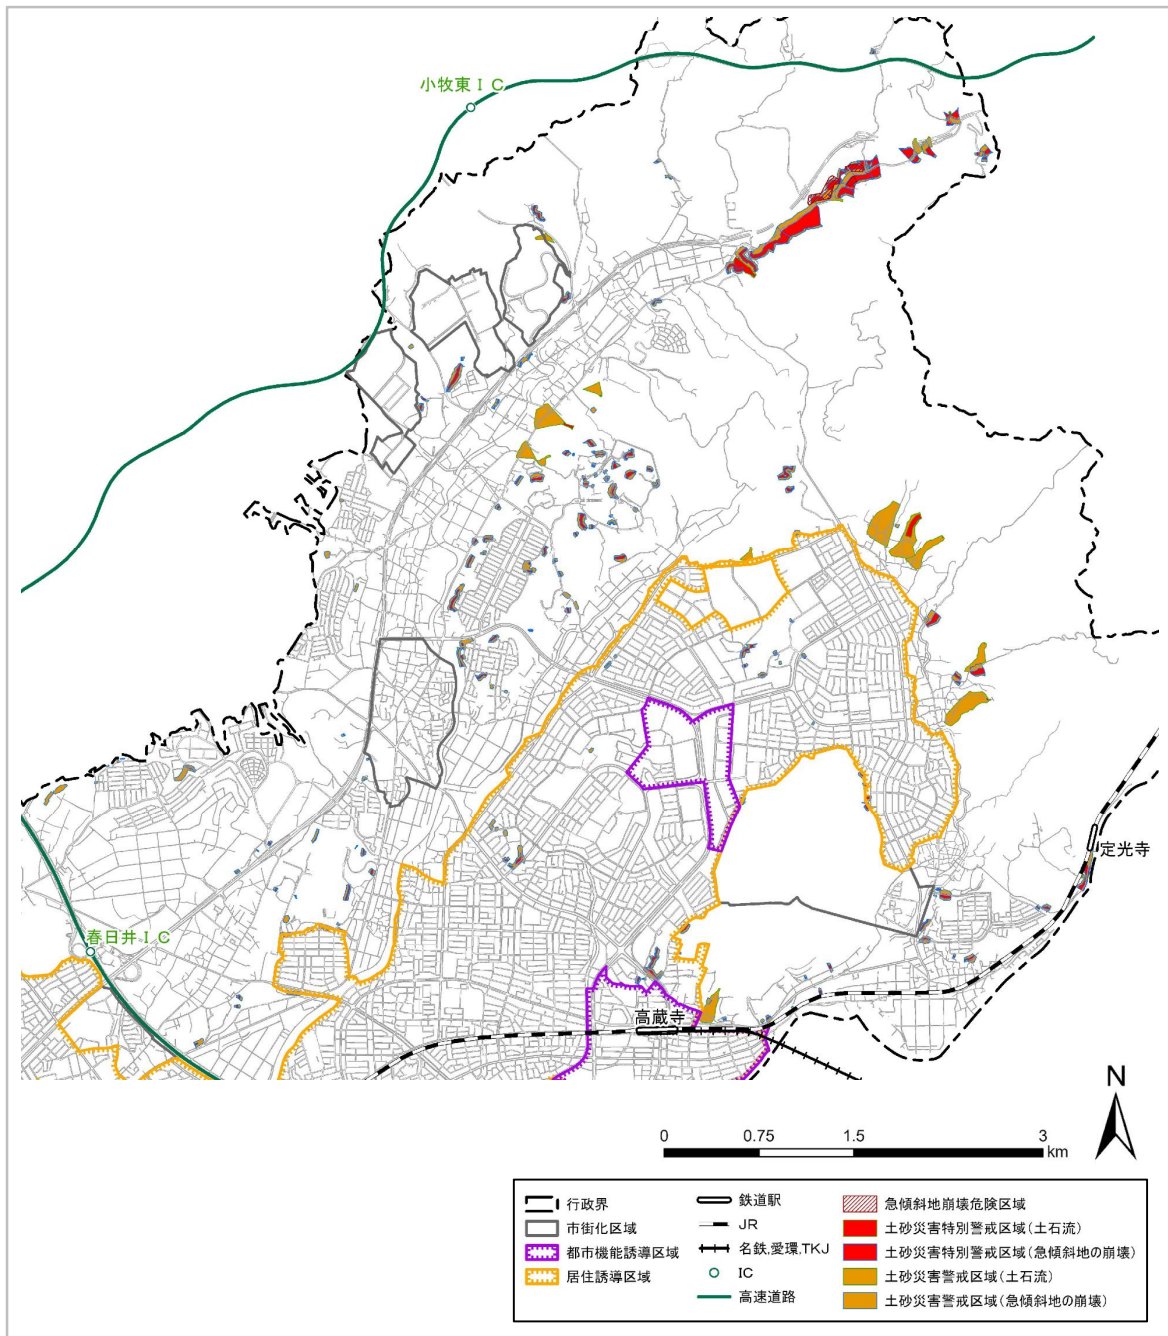 小牧東ＩＣ
定光寺
春日井ＩＣ
高蔵寺
N
0 0.75 1.5 3
km
行政界
市街化区域
都市機能誘導区域
居住誘導区域
鉄道駅
JR
名鉄,愛環,TKJ
IC
高速道路
急傾斜地崩壊危険区域
土砂災害特別警戒区域(土石流)
土砂災害特別警戒区域(急傾斜地の崩壊)
土砂災害警戒区域(土石流)
土砂災害警戒区域(急傾斜地の崩壊)